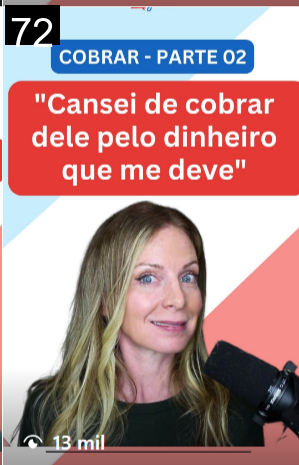 72
COBRAR - PARTE 02
"Cansei de cobrar
dele pelo dinheiro
que me deve"
13 mil